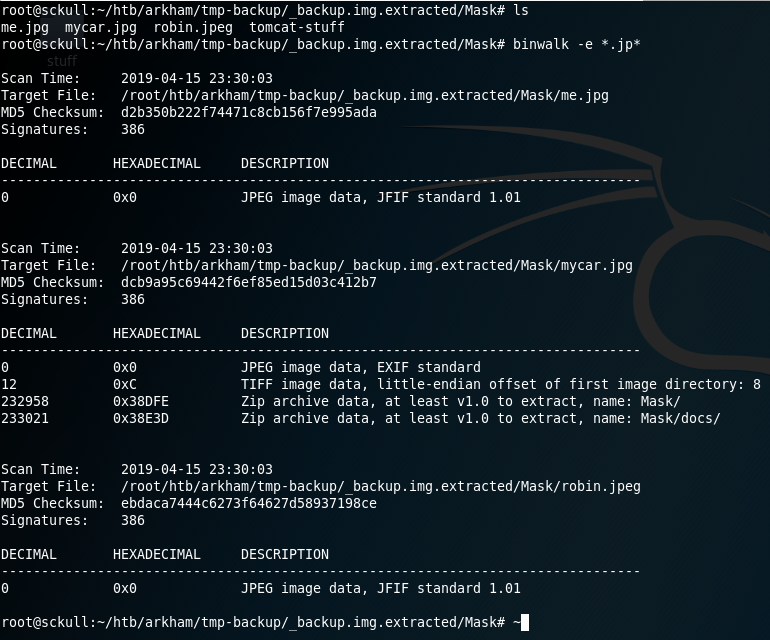 root@sckull:~/htb/arkham/tmp-backup/_backup.img.extracted/Mask# ls
me.jpg  mycar.jpg  robin.jpeg  tomcat-stuff
root@sckull:~/htb/arkham/tmp-backup/_backup.img.extracted/Mask# binwalk -e *.jp*
stuff
Scan Time:     2019-04-15 23:30:03
Target File:   /root/htb/arkham/tmp-backup/_backup.img.extracted/Mask/me.jpg
MD5 Checksum:  d2b350b222f74471c8cb156f7e995ada
Signatures:    386
DECIMAL       HEXADECIMAL     DESCRIPTION
--------------------------------------------------------------------------------
0             0x0             JPEG image data, JFIF standard 1.01
Scan Time:     2019-04-15 23:30:03
Target File:   /root/htb/arkham/tmp-backup/_backup.img.extracted/Mask/mycar.jpg
MD5 Checksum:  dcb9a95c69442f6ef85ed15d03c412b7
Signatures:    386
DECIMAL       HEXADECIMAL     DESCRIPTION
--------------------------------------------------------------------------------
0             0x0             JPEG image data, EXIF standard
12            0xC             TIFF image data, little-endian offset of first image directory: 8
232958        0x38DFE         Zip archive data, at least v1.0 to extract, name: Mask/
233021        0x38E3D         Zip archive data, at least v1.0 to extract, name: Mask/docs/
Scan Time:     2019-04-15 23:30:03
Target File:   /root/htb/arkham/tmp-backup/_backup.img.extracted/Mask/robin.jpeg
MD5 Checksum:  ebdaca7444c6273f64627d58937198ce
Signatures:    386
DECIMAL       HEXADECIMAL     DESCRIPTION
--------------------------------------------------------------------------------
0             0x0             JPEG image data, JFIF standard 1.01
root@sckull:~/htb/arkham/tmp-backup/_backup.img.extracted/Mask# ~